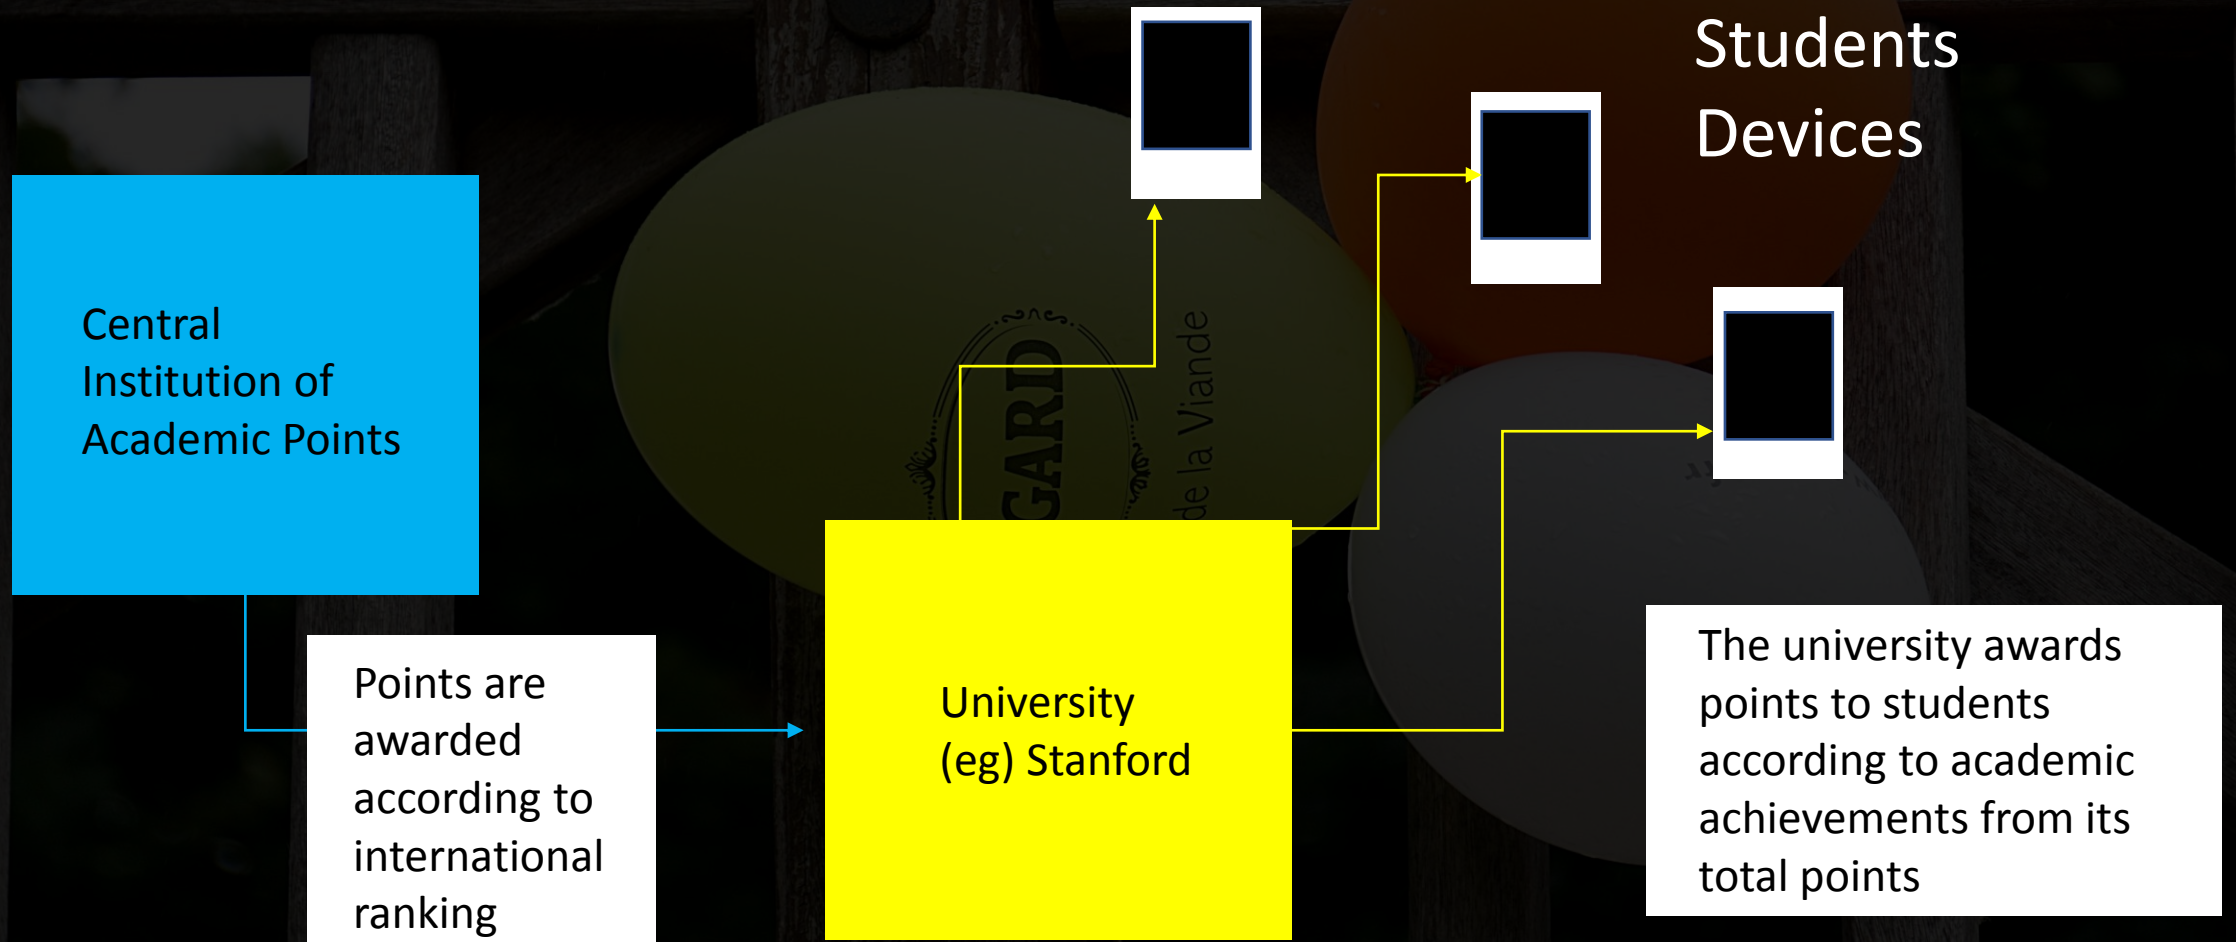 Students
Devices
Central
Institution of
Academic Points
GARD
de la Viande
Points are
awarded
according to
international
ranking
University
(eg) Stanford
The university awards
points to students
according to academic
achievements from its
total points